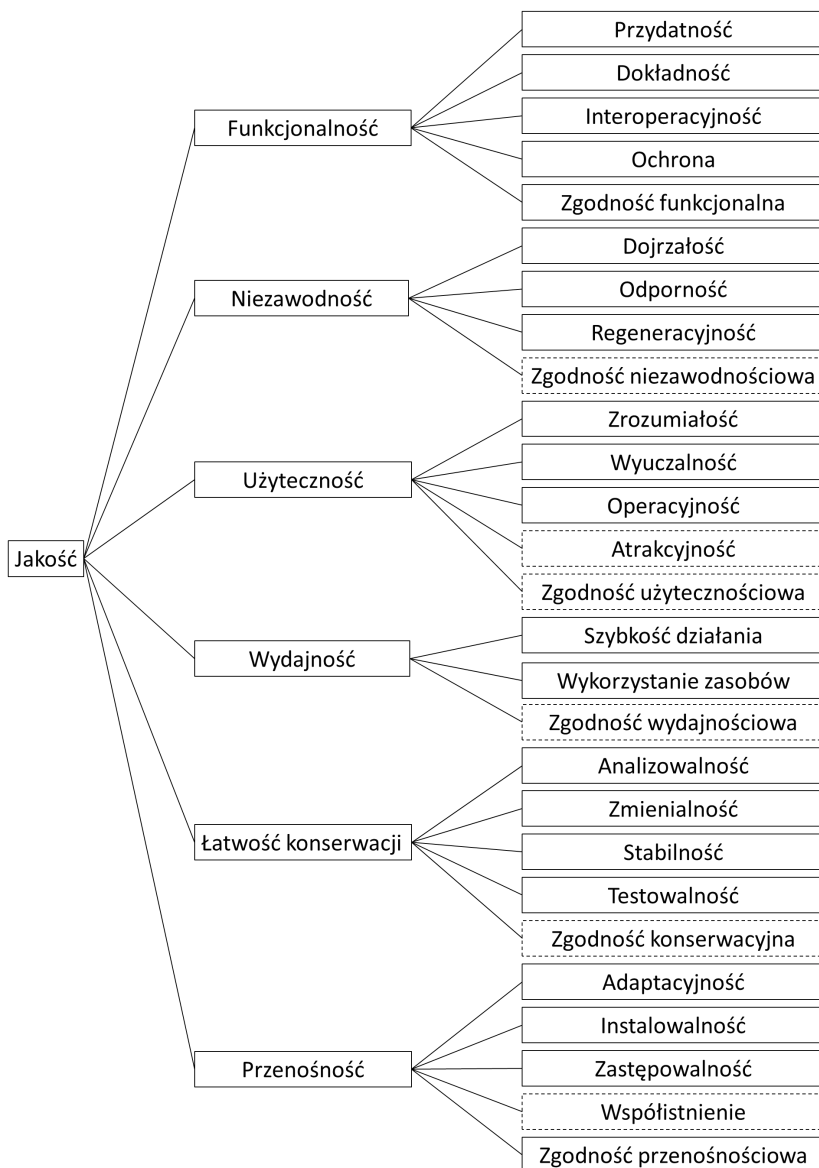 Jakość
Funkcjonalność
Przydatność
Dokładność
Interoperacyjność
Ochrona
Zgodność funkcjonalna
Niezawodność
Dojrzałość
Odporność
Regeneracyjność
Zgodność niezawodnościowa
Użyteczność
Zrozumiałość
Wyuczalność
Operacyjność
Atrakcyjność
Zgodność użytecznościowa
Wydajność
Szybkość działania
Wykorzystanie zasobów
Zgodność wydajnościowa
Łatwość konserwacji
Analizowalność
Zmienialność
Stabilność
Testowalność
Zgodność konserwacyjna
Przenośność
Adaptacyjność
Instalowalność
Zastępowalność
Współistnienie
Zgodność przenośnościowa